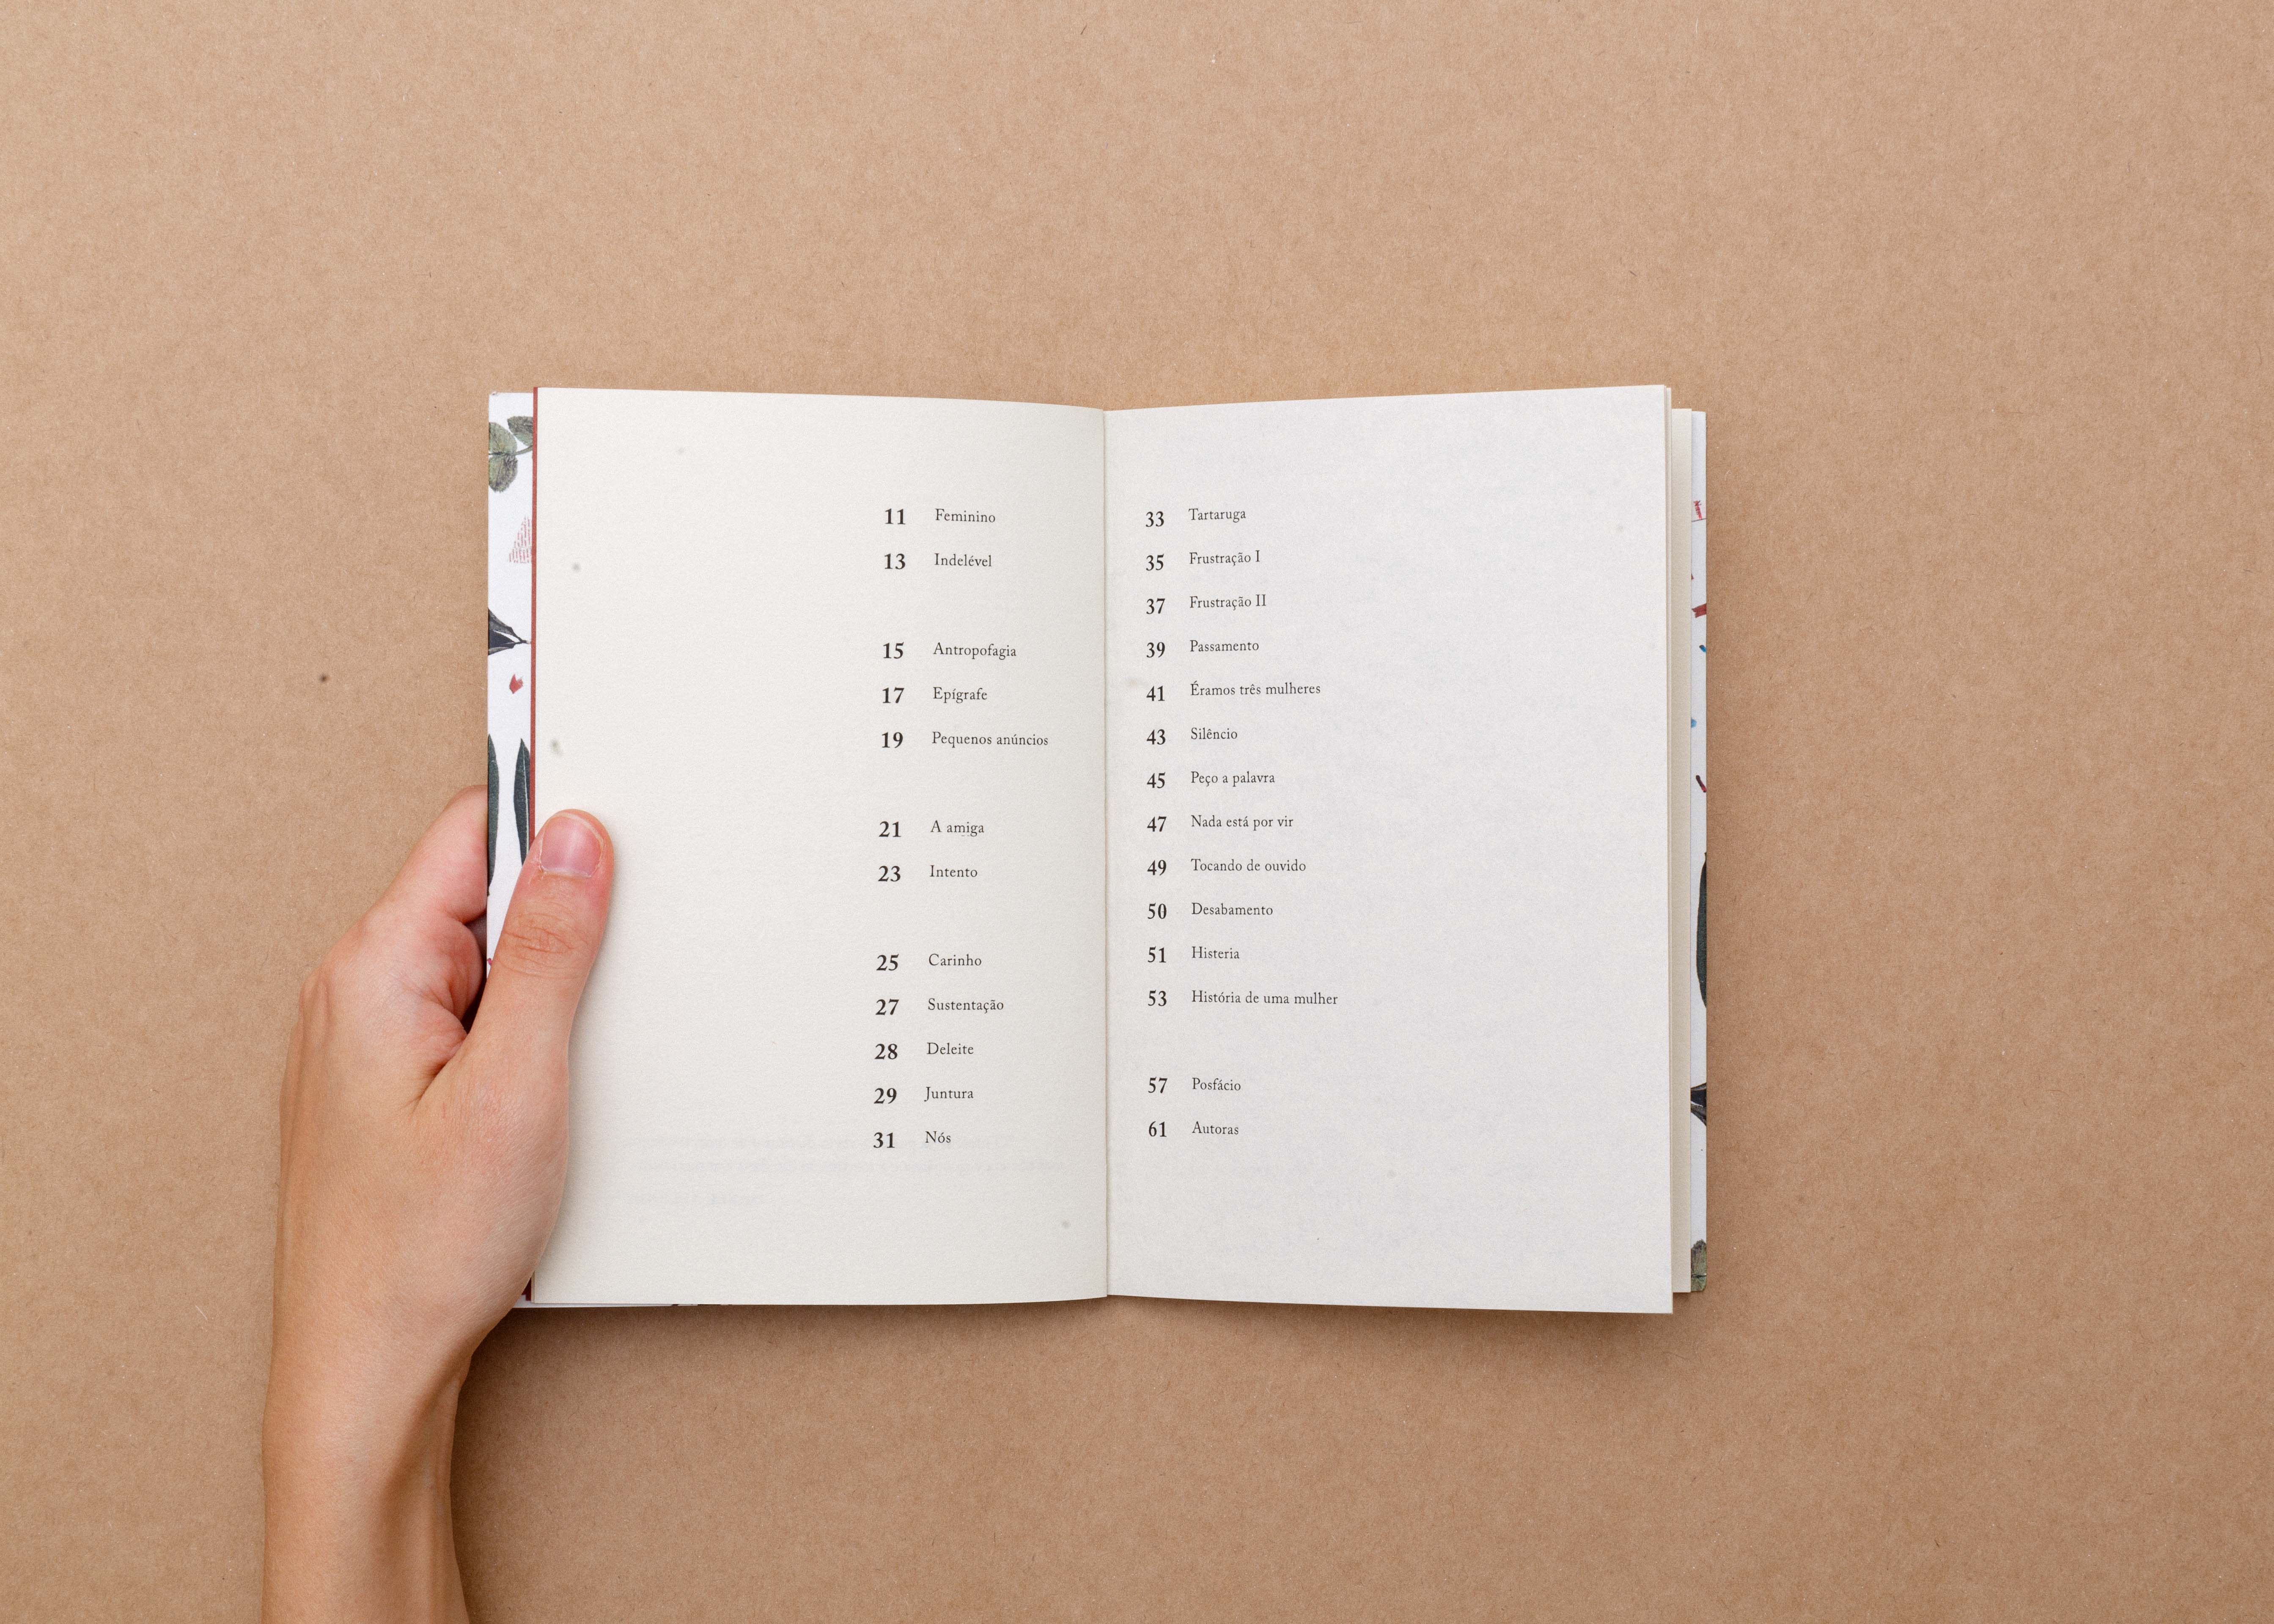 11 Feminino
13 Indelével
15 Antropofagia
17 Epígrafe
19 Pequenos anúncios
21 A amiga
23 Intento
25 Carinho
27 Sustentação
28 Deleite
29 Juntura
31 Nós
33 Tartaruga
35 Frustração I
37 Frustração II
39 Passamento
41 Éramos três mulheres
43 Silêncio
45 Peço a palavra
47 Nada está por vir
49 Tocando de ouvido
50 Desabamento
51 Histeria
53 História de uma mulher
57 Posfácio
61 Autoras